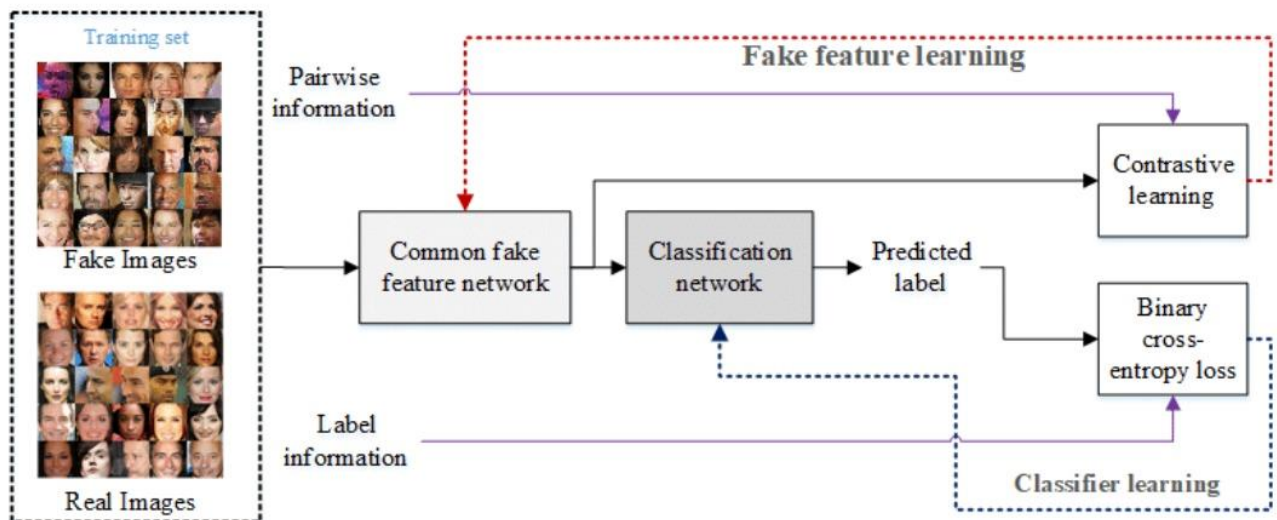 Training set
Fake Images
Real Images
Pairwise
information
Fake feature learning
Contrastive
learning
Common fake
feature network
Classification
network
Predicted
label
Binary
cross-
entropy loss
Label
information
Classifier learning